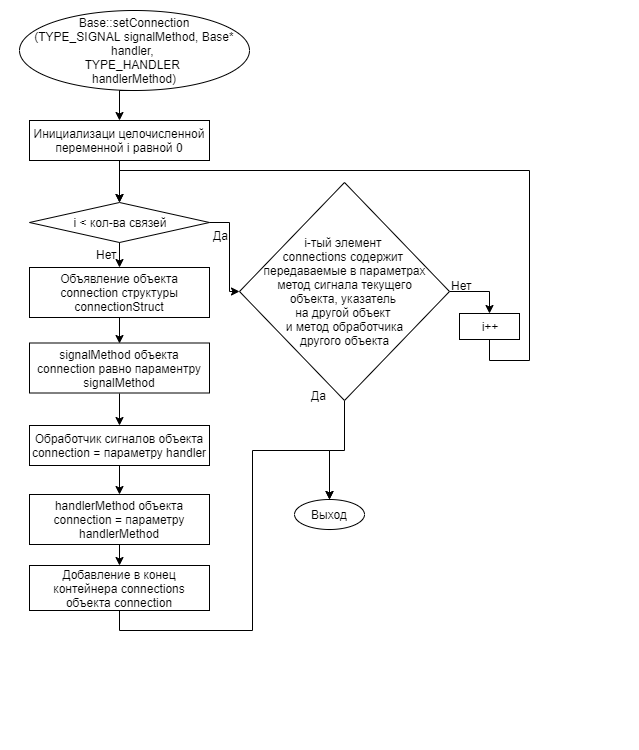 Base::setConnection
(TYPE_SIGNAL signalMethod, Base*
handler,
TYPE_HANDLER
handlerMethod)
Инициализаци целочисленной
переменной i равной 0
i < кол-ва связей
Да
Нет
i-тый элемент
connections содержит
передаваемые в параметрах
метод сигнала текущего
объекта, указатель
на другой объект
и метод обработчика
другого объекта
Нет
i++
Да
Объявление объекта
connection структуры
connectionStruct
signalMethod объекта
connection равно параментру
signalMethod
Обработчик сигналов объекта
connection = параметру handler
handlerMethod объекта
connection = параметру
handlerMethod
Выход
Добавление в конец
контейнера connections
объекта connection